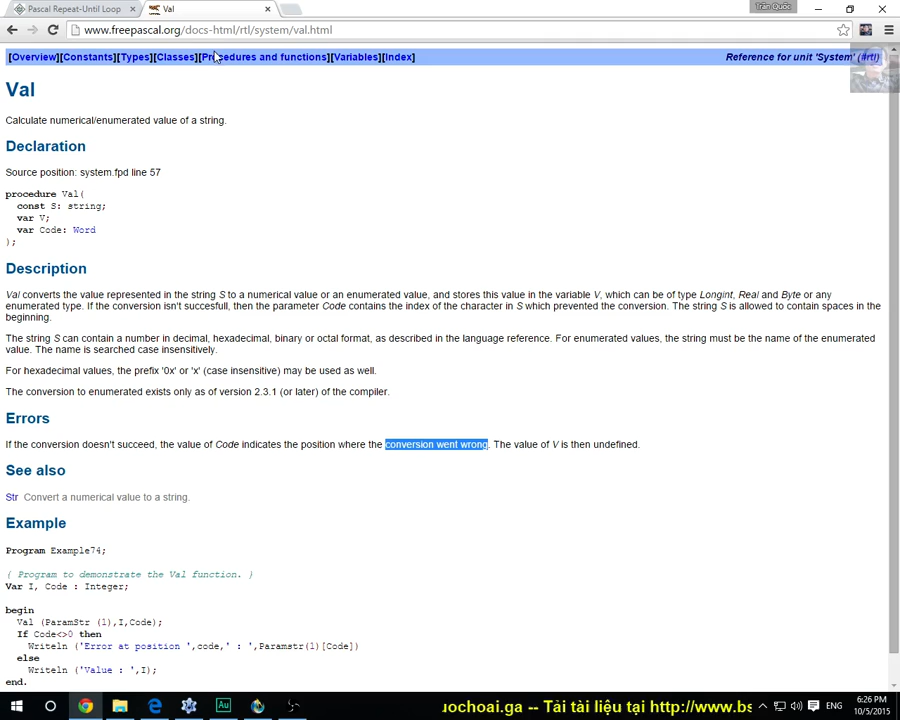 Pascal Repeat-Until Loop
Val
Trần Quốc
www.freepascal.org/docs-html/rtl/system/val.html
[Overview][Constants][Types][Classes][Procedures and functions][Variables][Index]
Reference for unit 'System' (#rtl)
Val
Calculate numerical/enumerated value of a string.
Declaration
Source position: system.fpd line 57
procedure Val(
const S: string;
var V;
var Code: Word
);
Description
Val converts the value represented in the string S to a numerical value or an enumerated value, and stores this value in the variable V, which can be of type Longint, Real and Byte or any
enumerated type. If the conversion isn't succesfull, then the parameter Code contains the index of the character in S which prevented the conversion. The string S is allowed to contain spaces in the
beginning.
The string S can contain a number in decimal, hexadecimal, binary or octal format, as described in the language reference. For enumerated values, the string must be the name of the enumerated
value. The name is searched case insensitively.
For hexadecimal values, the prefix '0x' or 'x' (case insensitive) may be used as well.
The conversion to enumerated exists only as of version 2.3.1 (or later) of the compiler.
Errors
If the conversion doesn't succeed, the value of Code indicates the position where the conversion went wrong. The value of V is then undefined.
See also
Str Convert a numerical value to a string.
Example
Program Example74;
{ Program to demonstrate the Val function. }
Var I, Code : Integer;
begin
Val (ParamStr (1),I,Code);
If Code<>0 then
Writeln ('Error at position ',code,' : ',Paramstr(1)[Code])
else
Writeln ('Value : ',I);
end.
Au
uochoai.ga -- Tải tài liệu tại http://www.bs
ENG
6:26 PM
10/5/2015